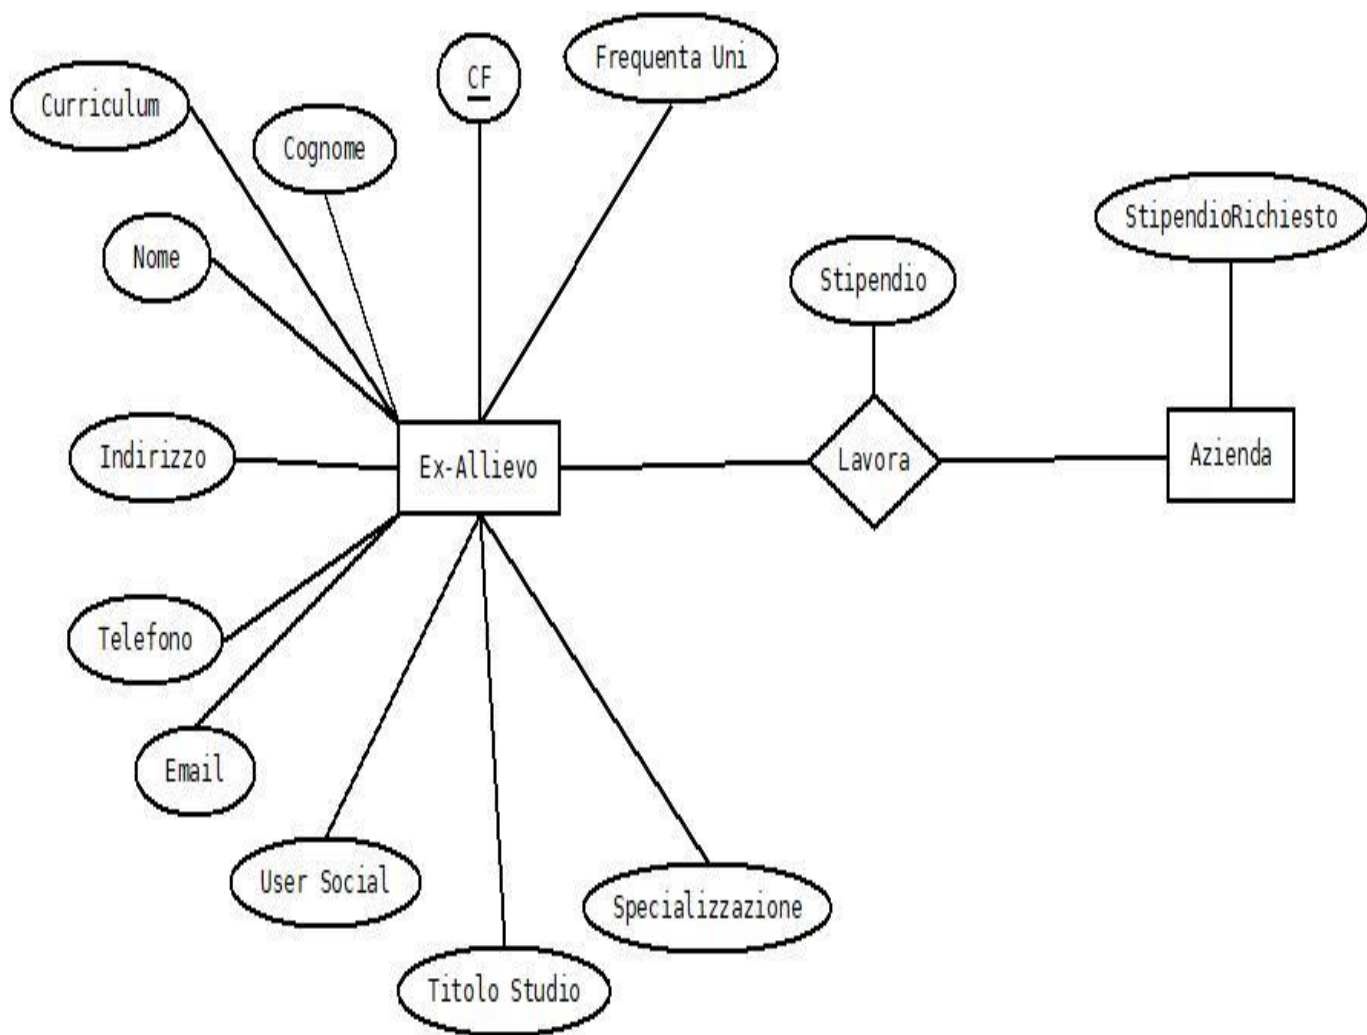 CF
Frequenta Uni
Curriculum
Cognome
StipendioRichiesto
Nome
Stipendio
Indirizzo
Ex-Allievo
Lavora
Azienda
Telefono
Email
User Social
Specializzazione
Titolo Studio